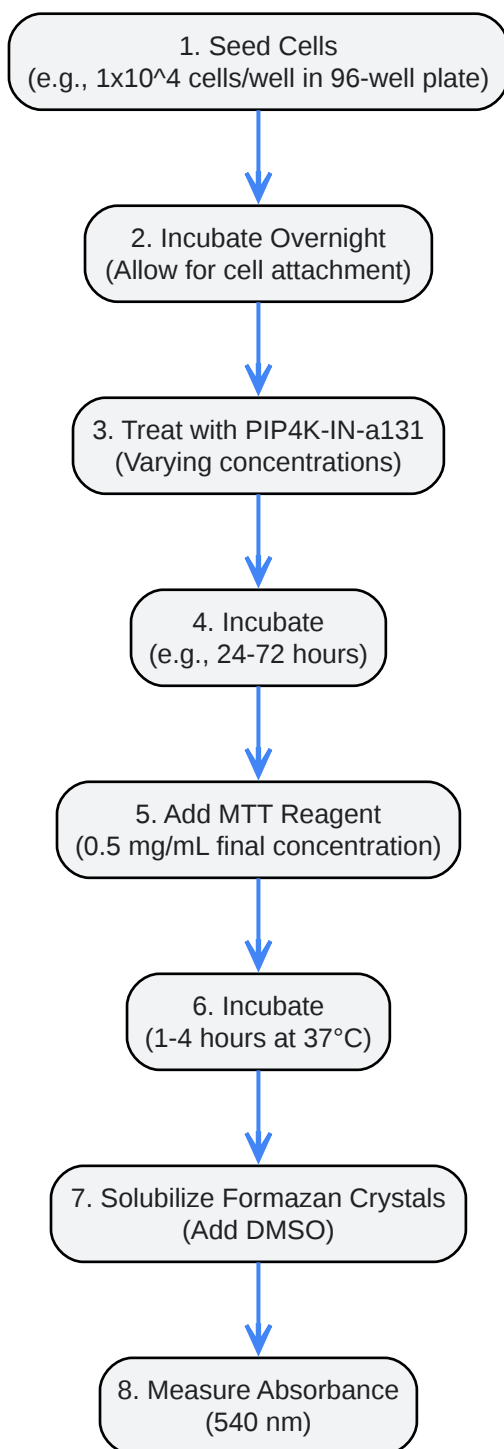 1. Seed Cells
(e.g., 1x10^4 cells/well in 96-well plate)
2. Incubate Overnight
(Allow for cell attachment)
3. Treat with PIP4K-IN-a131
(Varying concentrations)
4. Incubate
(e.g., 24-72 hours)
5. Add MTT Reagent
(0.5 mg/mL final concentration)
6. Incubate
(1-4 hours at 37°C)
7. Solubilize Formazan Crystals
(Add DMSO)
8. Measure Absorbance
(540 nm)